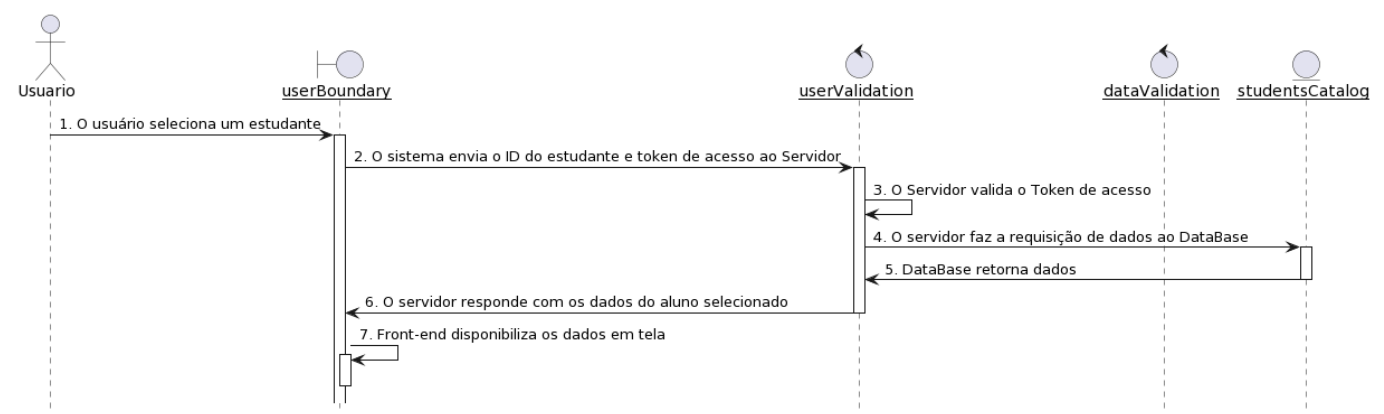 Usuario
userBoundary
userValidation
dataValidation
studentsCatalog
1. O usuário seleciona um estudante
2. O sistema envia o ID do estudante e token de acesso ao Servidor
3. O Servidor valida o Token de acesso
4. O servidor faz a requisição de dados ao DataBase
5. DataBase retorna dados
6. O servidor responde com os dados do aluno selecionado
7. Front-end disponibiliza os dados em tela